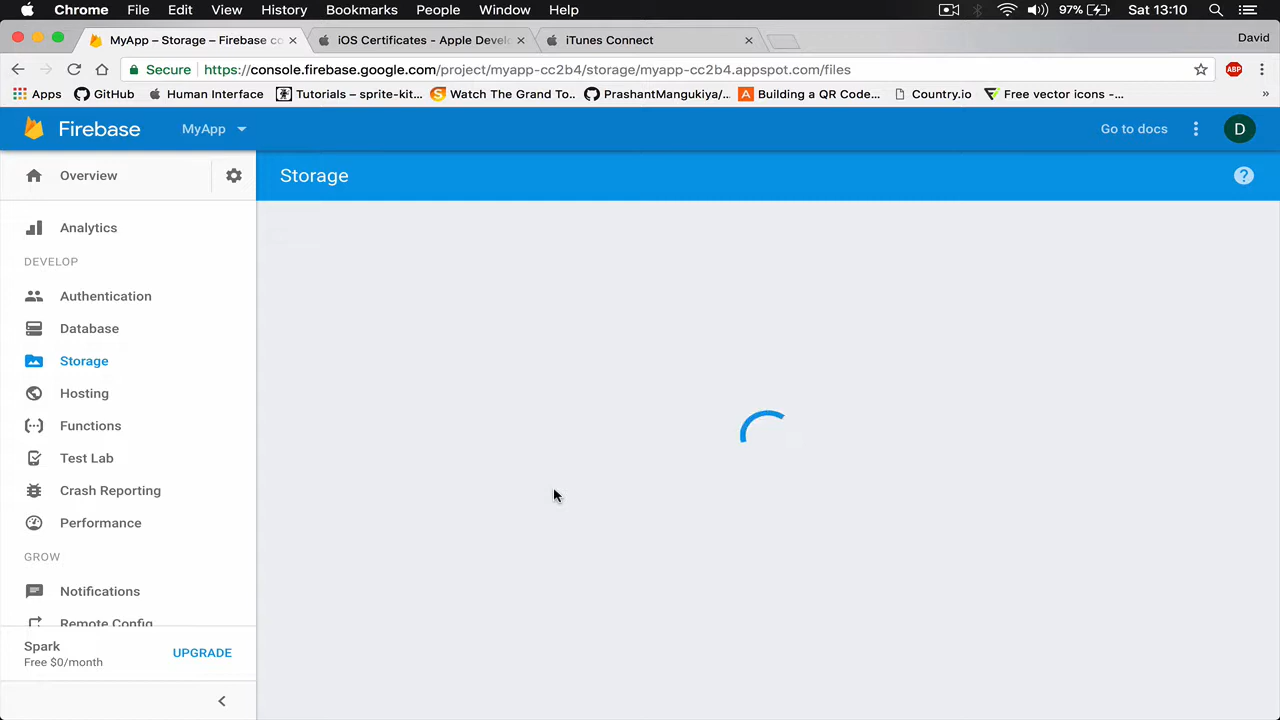 Chrome File Edit View History Bookmarks People Window Help 97% Sat 13:10
MyApp – Storage – Firebase co iOS Certificates - Apple Devel iTunes Connect David
Secure https://console.firebase.google.com/project/myapp-cc2b4/storage/myapp-cc2b4.appspot.com/files ABP
Apps GitHub Human Interface Tutorials – sprite-kit... Watch The Grand To.. PrashantMangukiya/... Building a QR Code... Country.io Free vector icons -... »
Firebase MyApp Go to docs D
Overview Storage ?
Analytics
DEVELOP
Authentication
Database
Storage
Hosting
Functions
Test Lab
Crash Reporting
Performance
GROW
Notifications
Remote Config
Spark
Free $0/month UPGRADE